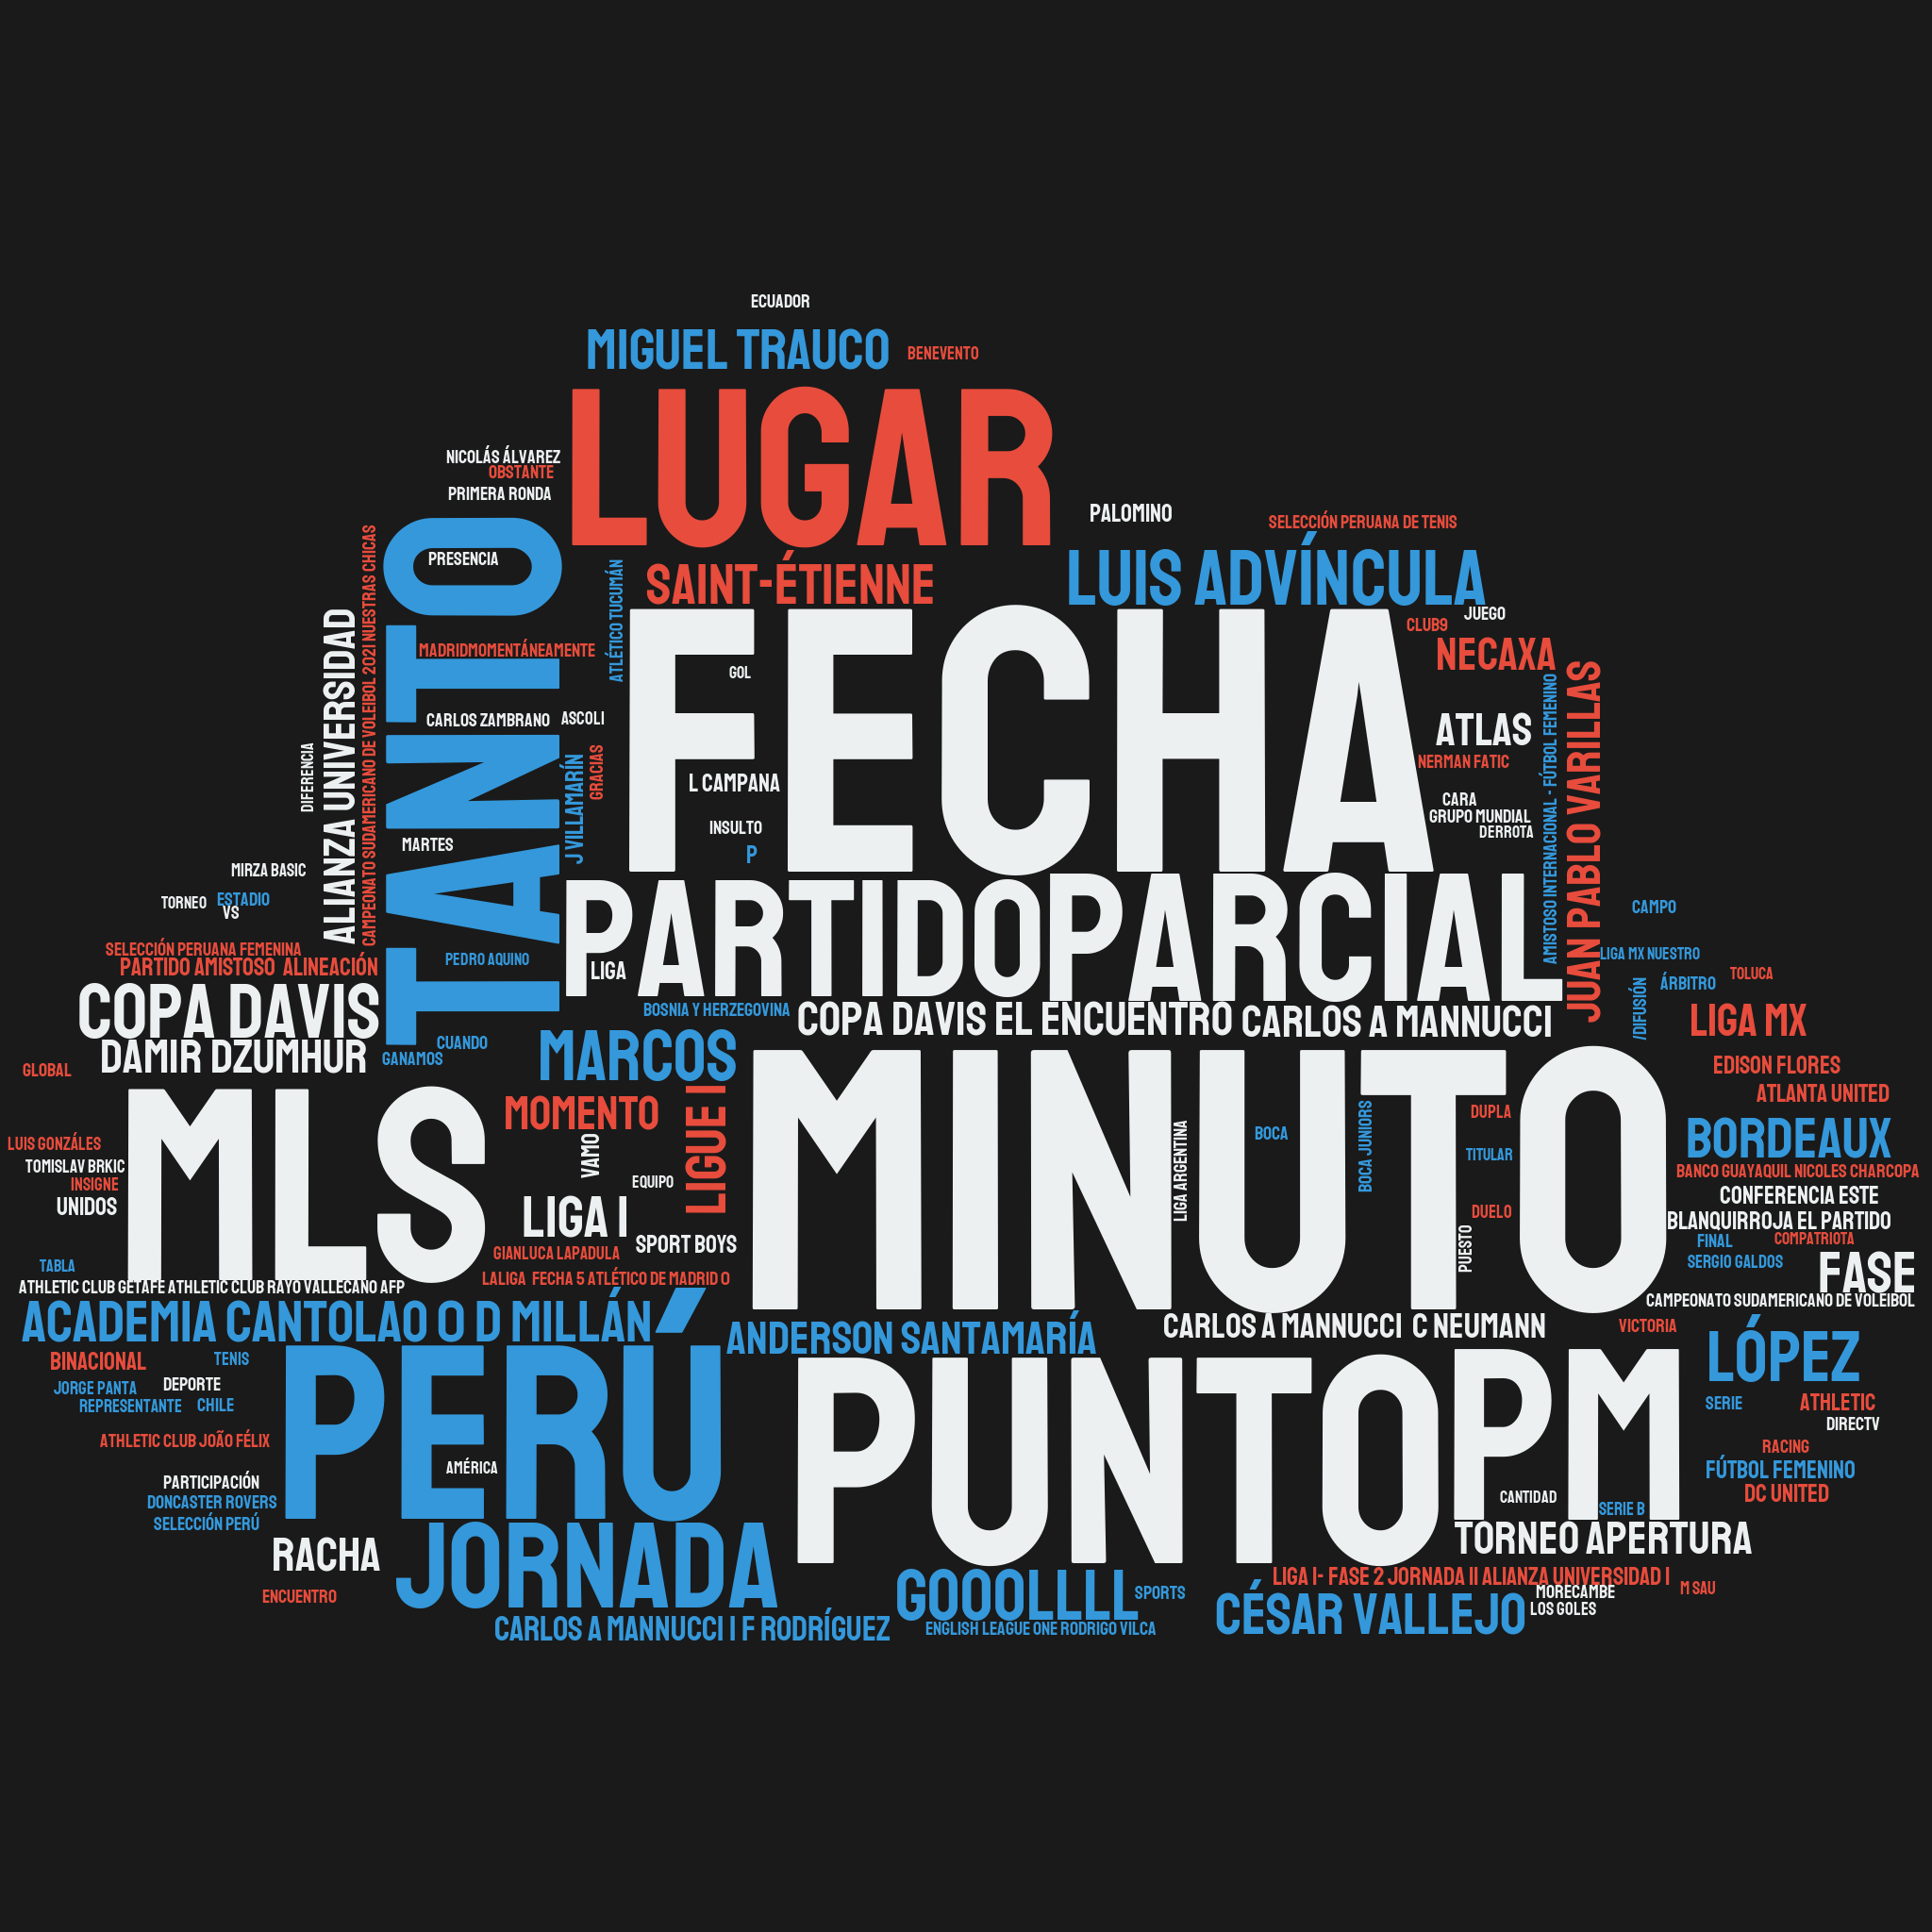 ECUADOR
MIGUEL TRAUCO
BENEVENTO
LUGAR
NICOLÁS ÁLVAREZ
OBSTANTE
PRIMERA RONDA
PALOMINO
SELECCIÓN PERUANA DE TENIS
TANTO
PRESENCIA
SAINT-ÉTIENNE
LUIS ADVÍNCULA
JUEGO
CLUB9
NECAXA
ATLÉTICO TUCUMÁN
CAMPEONATO SUDAMERICANO DE VOLEIBOL 2021 NUESTRAS CHICAS
ALIANZA UNIVERSIDAD
DIFERENCIA
MADRIDMOMENTÁNEAMENTE
FECHA
GOL
CARLOS ZAMBRANO
ASCOLI
J VILLAMARÍN
GRACIAS
L CAMPANA
INSULTO
P
ATLAS
NERMAN FATIC
CARA
GRUPO MUNDIAL
DERROTA
AMISTOSO INTERNACIONAL - FÚTBOL FEMENINO
JUAN PABLO VARILLAS
MARTES
MIRZA BASIC
TORNEO
ESTADIO
VS
PARTIDOPARCIAL
CAMPO
SELECCIÓN PERUANA FEMENINA
PARTIDO AMISTOSO  ALINEACIÓN
PEDRO AQUINO
LIGA
LIGA MX NUESTRO
ÁRBITRO
TOLUCA
/DIFUSIÓN
COPA DAVIS
BOSNIA Y HERZEGOVINA
COPA DAVIS EL ENCUENTRO
CARLOS A MANNUCCI
LIGA MX
DAMIR DZUMHUR
CUANDO
GANAMOS
MARCOS
MINUTO
GLOBAL
EDISON FLORES
ATLANTA UNITED
MLS
MOMENTO
LIGUE 1
VAMO
EQUIPO
LIGA ARGENTINA
BOCA
BOCA JUNIORS
DUPLA
TITULAR
DUELO
PUESTO
BORDEAUX
LUIS GONZÁLES
TOMISLAV BRKIC
INSIGNE
UNIDOS
BANCO GUAYAQUIL NICOLES CHARCOPA
CONFERENCIA ESTE
BLANQUIRROJA EL PARTIDO
LIGA 1
SPORT BOYS
GIANLUCA LAPADULA
FINAL
COMPATRIOTA
SERGIO GALDOS
FASE
TABLA
LALIGA  FECHA 5 ATLÉTICO DE MADRID 0
ATHLETIC CLUB GETAFE ATHLETIC CLUB RAYO VALLECANO AFP
CAMPEONATO SUDAMERICANO DE VOLEIBOL
ACADEMIA CANTOLAO 0 D MILLÁN
ANDERSON SANTAMARÍA
CARLOS A MANNUCCI  C NEUMANN
VICTORIA
LÓPEZ
BINACIONAL
TENIS
PERÚ
PUNTOPM
JORGE PANTA
DEPORTE
REPRESENTANTE
CHILE
SERIE
ATHLETIC
DIRECTV
ATHLETIC CLUB JOÃO FÉLIX
RACING
AMÉRICA
FÚTBOL FEMENINO
PARTICIPACIÓN
DC UNITED
DONCASTER ROVERS
CANTIDAD
SERIE B
SELECCIÓN PERÚ
RACHA
JORNADA
TORNEO APERTURA
ENCUENTRO
GOOOLLLL
SPORTS
LIGA 1- FASE 2 JORNADA 11 ALIANZA UNIVERSIDAD 1
MORECAMBE
M SAU
CÉSAR VALLEJO
LOS GOLES
CARLOS A MANNUCCI 1 F RODRÍGUEZ
ENGLISH LEAGUE ONE RODRIGO VILCA